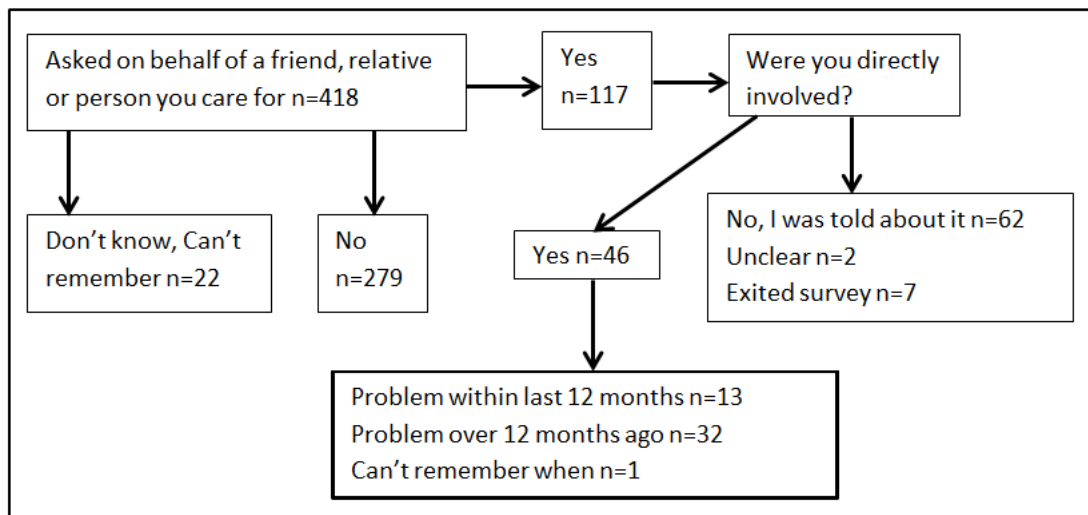 Asked on behalf of a friend, relative
or person you care for n=418
Yes
n=117
Were you directly
involved?
Don’t know, Can’t
remember n=22
No
n=279
Yes n=46
No, I was told about it n=62
Unclear n=2
Exited survey n=7
Problem within last 12 months n=13
Problem over 12 months ago n=32
Can’t remember when n=1